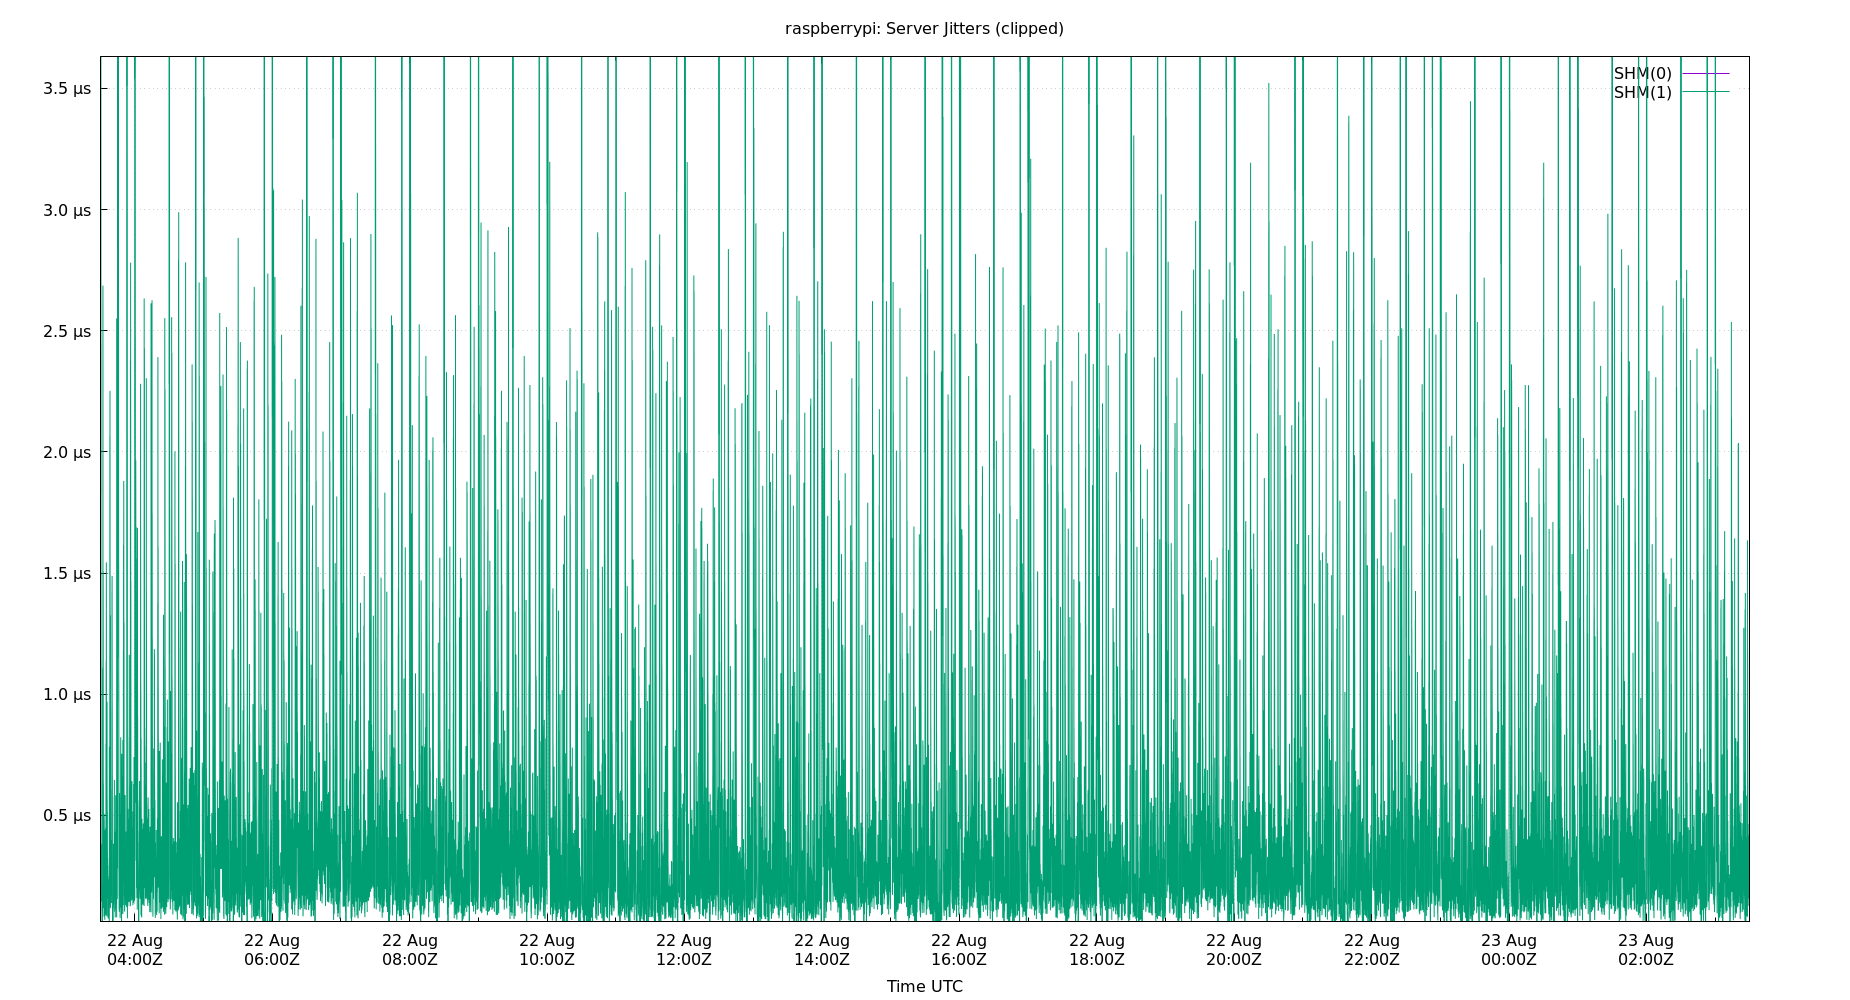 raspberrypi: Server Jitters (clipped)
SHM(0)
SHM(1)
3.5 µs
3.0 µs
2.5 µs
2.0 µs
1.5 µs
1.0 µs
0.5 µs
22 Aug 22 Aug 22 Aug 22 Aug 22 Aug 22 Aug 22 Aug 22 Aug 22 Aug 22 Aug 23 Aug 23 Aug
04:00Z 06:00Z 08:00Z 10:00Z 12:00Z 14:00Z 16:00Z 18:00Z 20:00Z 22:00Z 00:00Z 02:00Z
Time UTC